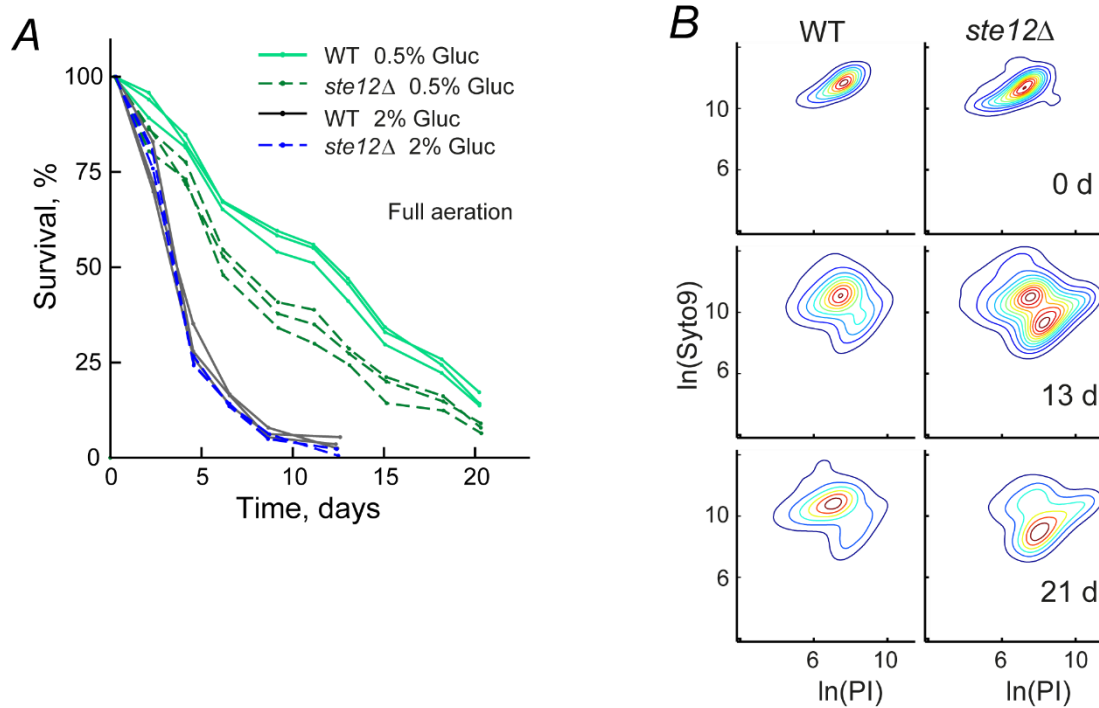 A
WT 0.5% Gluc
ste12Δ 0.5% Gluc
WT 2% Gluc
ste12Δ 2% Gluc
Full aeration
Survival, %
100
75
50
25
0
0 5 10 15 20
Time, days
B
WT ste12Δ
10
6
0 d
ln(Syto9)
10
6
13 d
10
6
21 d
6 10 6 10
ln(PI) ln(PI)